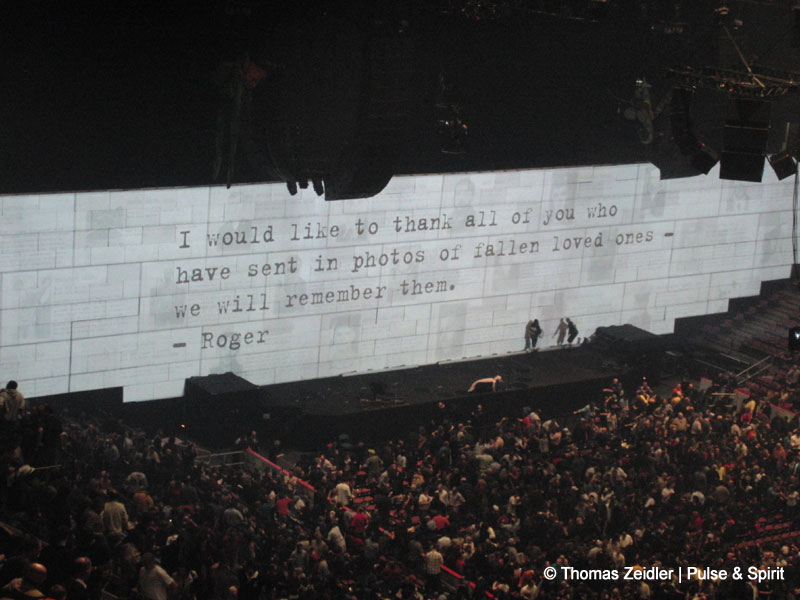 I would like to thank all of you who
have sent in photos of fallen loved ones –
we will remember them.
– Roger
© Thomas Zeidler | Pulse & Spirit